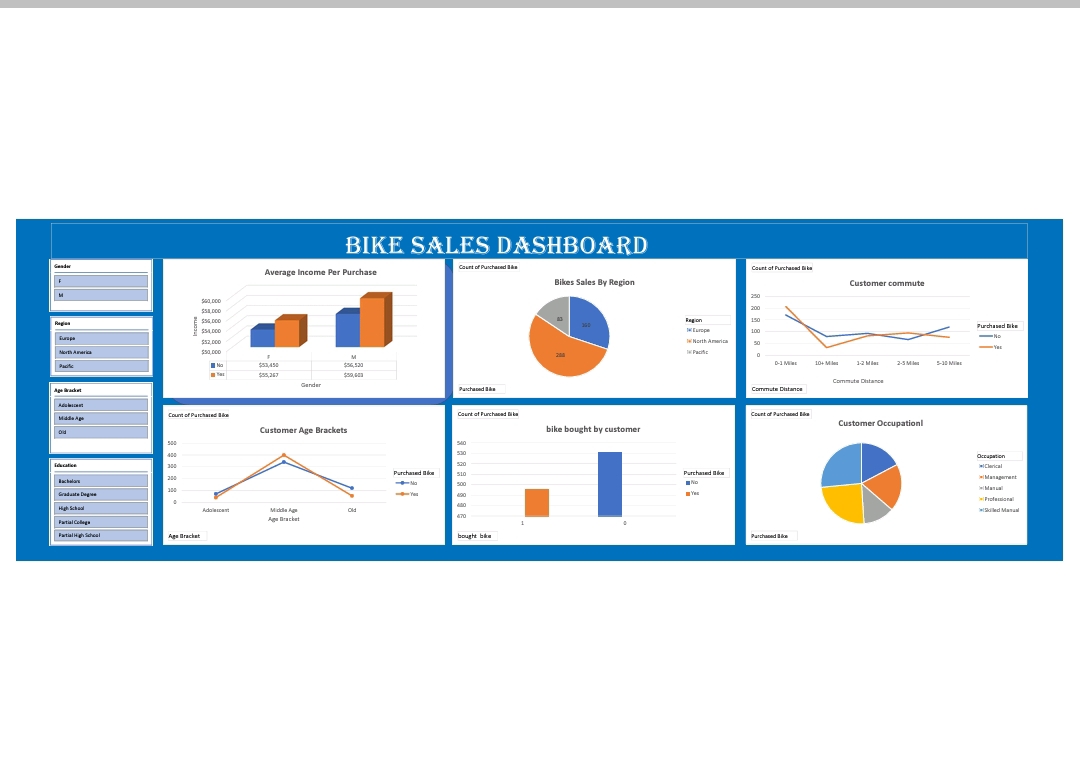 BIKE SALES DASHBOARD
Gender
F
M
Region
Europe
North America
Pacific
Age Bracket
Adolescent
Middle Age
Old
Education
Bachelors
Graduate Degree
High School
Partial College
Partial High School
Average Income Per Purchase
Income
$60,000
$58,000
$56,000
$54,000
$52,000
$50,000
F M
No $53,450 $56,520
Yes $55,267 $59,603
Gender
Count of Purchased Bike
Bikes Sales By Region
83
288
Region
Europe
North America
Pacific
Purchased Bike
Count of Purchased Bike
Customer commute
250
200
150
100
50
0
0-1 Miles 10+ Miles 1-2 Miles 2-5 Miles 5-10 Miles
Commute Distance
Purchased Bike
No
Yes
Commute Distance
Count of Purchased Bike
Customer Age Brackets
500
400
300
200
100
0
Adolescent Middle Age Old
Age Bracket
Purchased Bike
No
Yes
Age Bracket
Count of Purchased Bike
bike bought by customer
540
530
520
510
500
490
480
470
1 0
Purchased Bike
No
Yes
bought bike
Count of Purchased Bike
Customer Occupationl
Occupation
Clerical
Management
Manual
Professional
Skilled Manual
Purchased Bike